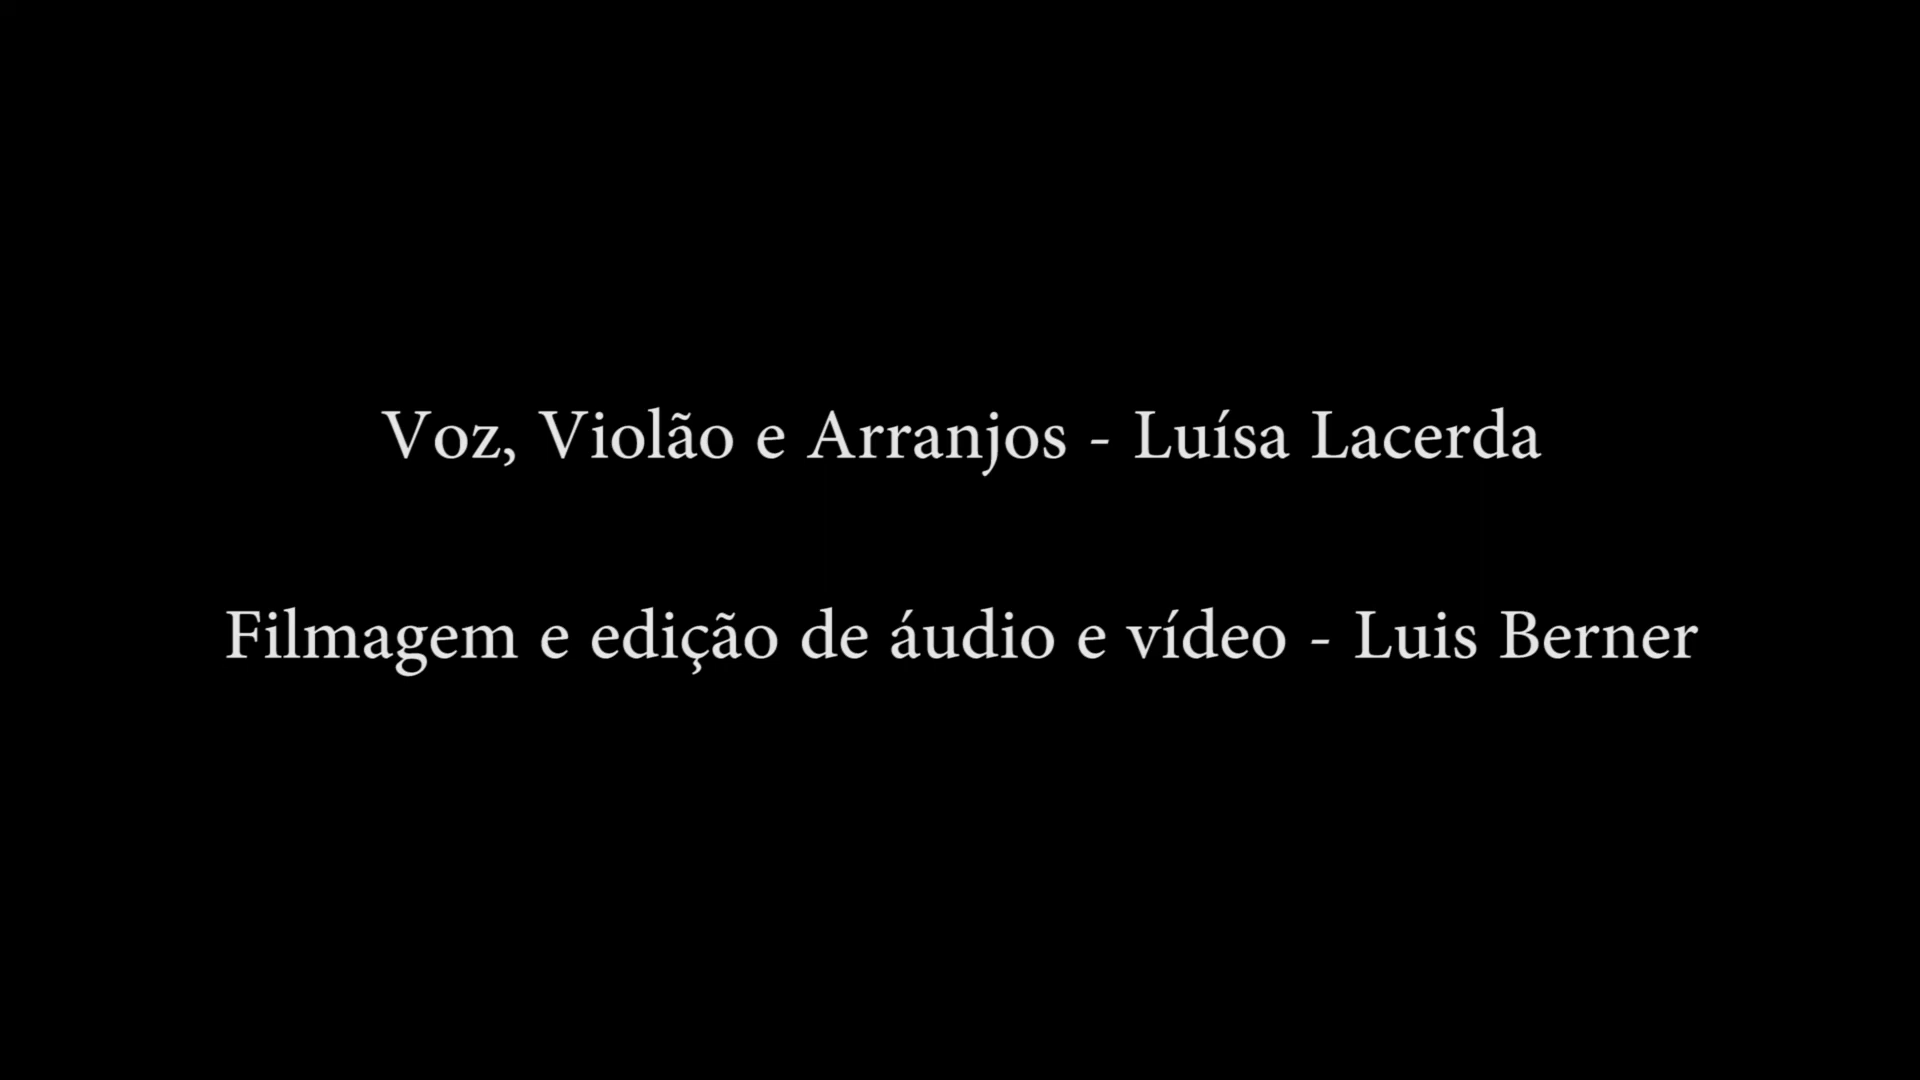 Voz, Violão e Arranjos - Luísa Lacerda
Filmagem e edição de áudio e vídeo - Luis Berner